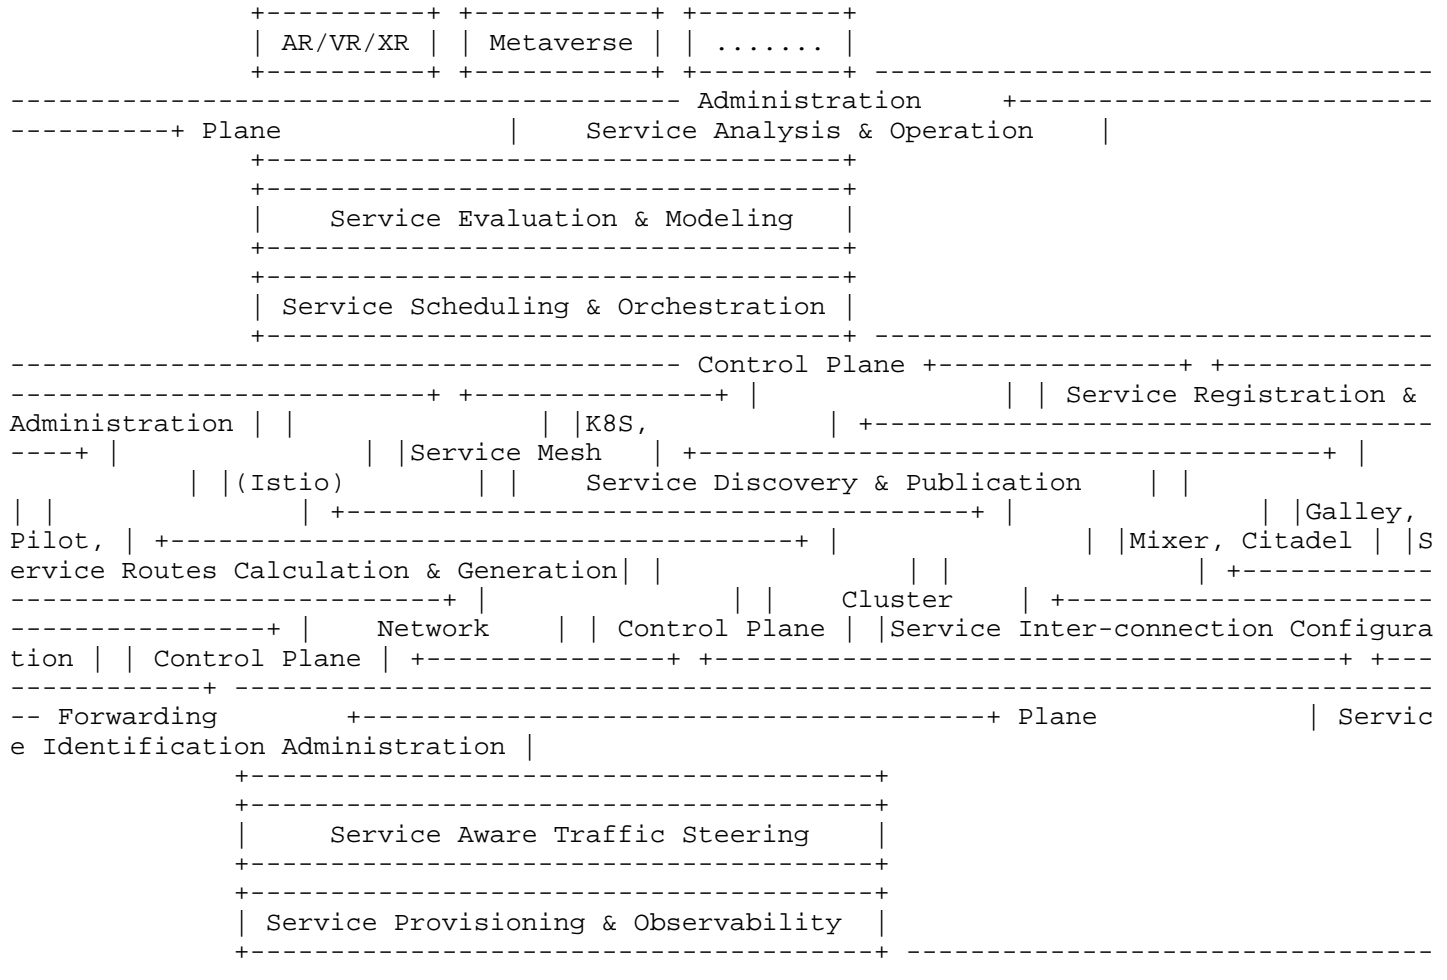 +----------+ +-----------+ +---------+
| AR/VR/XR | | Metaverse | | ....... |
+----------+ +-----------+ +---------+ -----------------------------------
------------------------------------------ Administration     +--------------------------
----------+ Plane              |    Service Analysis & Operation    |
+------------------------------------+
+------------------------------------+
|    Service Evaluation & Modeling   |
+------------------------------------+
+------------------------------------+
| Service Scheduling & Orchestration |
+------------------------------------+ -----------------------------------
------------------------------------------ Control Plane +---------------+ +-------------
--------------------------+ +---------------+ |               | | Service Registration &
Administration | |               | |K8S,           | +-----------------------------------
----+ |               | |Service Mesh   | +---------------------------------------+ |
| |(Istio)        | |    Service Discovery & Publication    | |
| |               | +---------------------------------------+ |               | |Galley,
Pilot, | +---------------------------------------+ |               | |Mixer, Citadel | |S
ervice Routes Calculation & Generation| |               | |               | +------------
---------------------------+ |               | |    Cluster    | +-----------------------
----------------+ |    Network    | | Control Plane | |Service Inter-connection Configura
tion | | Control Plane | +---------------+ +---------------------------------------+ +---
------------+ ---------------------------------------------------------------------------
-- Forwarding        +---------------------------------------+ Plane             | Servic
e Identification Administration |
+---------------------------------------+
+---------------------------------------+
|     Service Aware Traffic Steering    |
+---------------------------------------+
+---------------------------------------+
| Service Provisioning & Observability  |
+---------------------------------------+ ---------------------------------